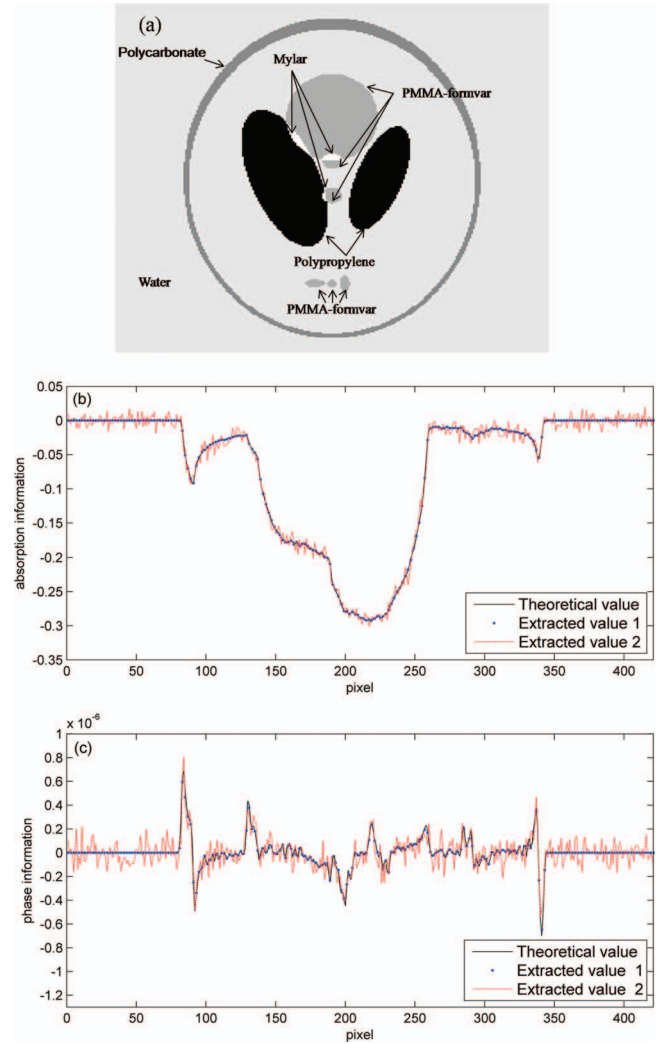 (a)
Polycarbonate
Mylar
PMMA-formvar
Polypropylene
Water
PMMA-formvar
(b)
0.05
0
-0.05
-0.1
-0.15
-0.2
-0.25
-0.3
-0.35
absorption information
Theoretical value
Extracted value 1
Extracted value 2
0 50 100 150 200 250 300 350 400
pixel
x 10⁻⁶
(c)
1
0.8
0.6
0.4
0.2
0
-0.2
-0.4
-0.6
-0.8
-1
-1.2
phase information
Theoretical value
Extracted value 1
Extracted value 2
0 50 100 150 200 250 300 350 400
pixel